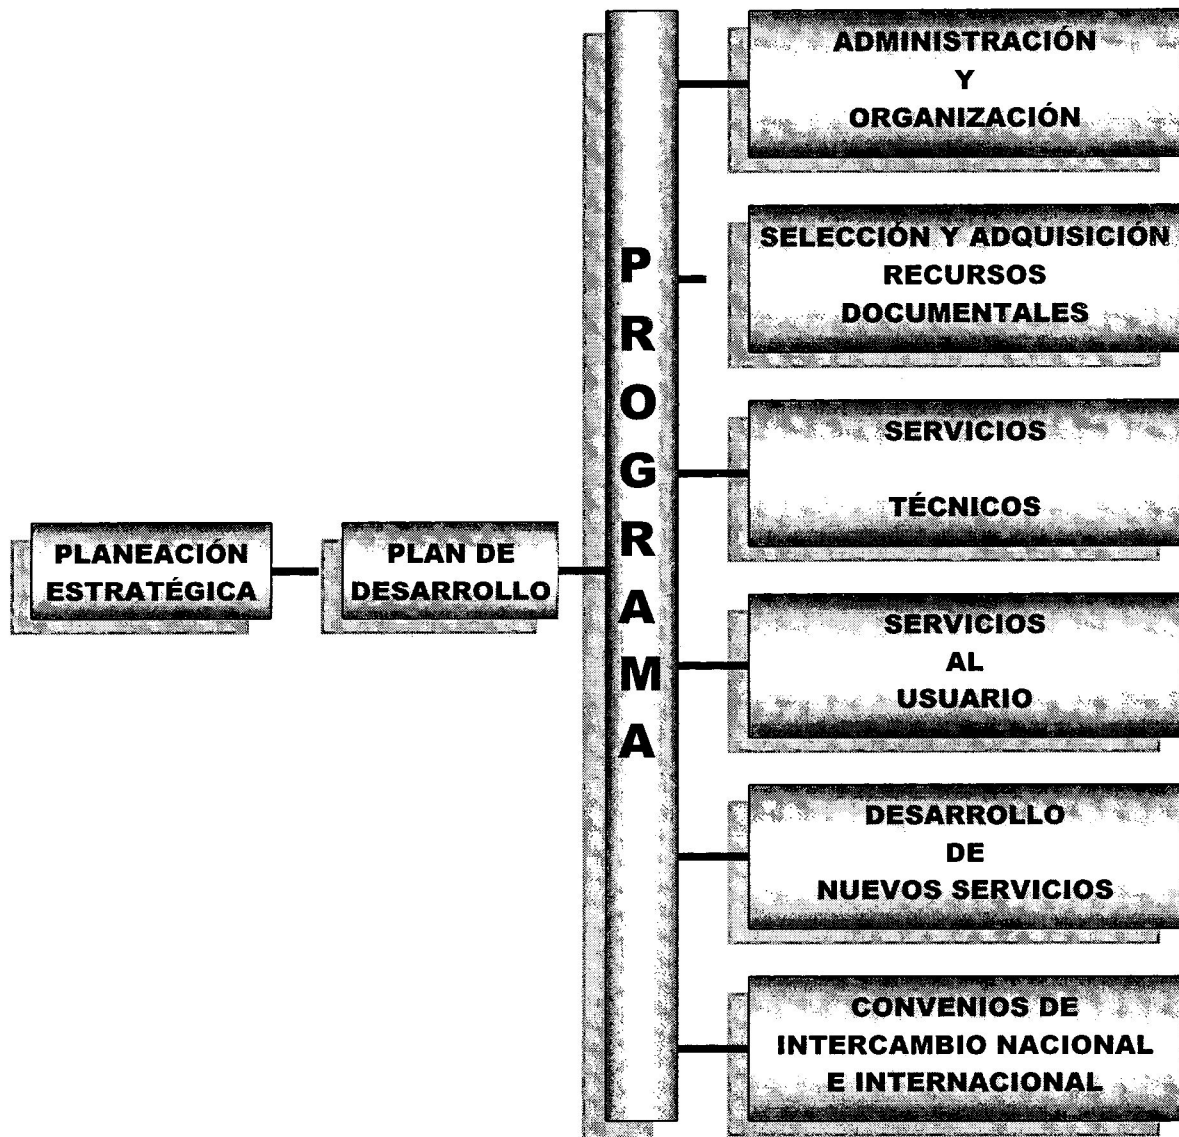 PLANEACIÓN
ESTRATÉGICA
PLAN DE
DESARROLLO
P
R
O
G
R
A
M
A
ADMINISTRACIÓN
Y
ORGANIZACIÓN
SELECCIÓN Y ADQUISICIÓN
RECURSOS
DOCUMENTALES
SERVICIOS
TÉCNICOS
SERVICIOS
AL
USUARIO
DESARROLLO
DE
NUEVOS SERVICIOS
CONVENIOS DE
INTERCAMBIO NACIONAL
E INTERNACIONAL